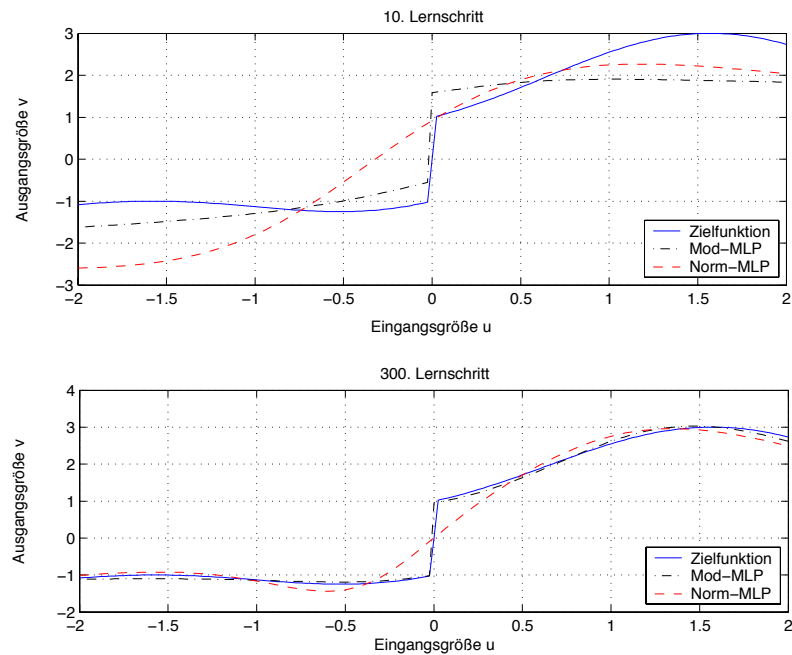 10. Lernschritt
3
2
1
0
−1
−2
−3
Ausgangsgröße v
−2 −1.5 −1 −0.5 0 0.5 1 1.5 2
Eingangsgröße u
Zielfunktion
Mod−MLP
Norm−MLP
300. Lernschritt
4
3
2
1
0
−1
−2
Ausgangsgröße v
−2 −1.5 −1 −0.5 0 0.5 1 1.5 2
Eingangsgröße u
Zielfunktion
Mod−MLP
Norm−MLP